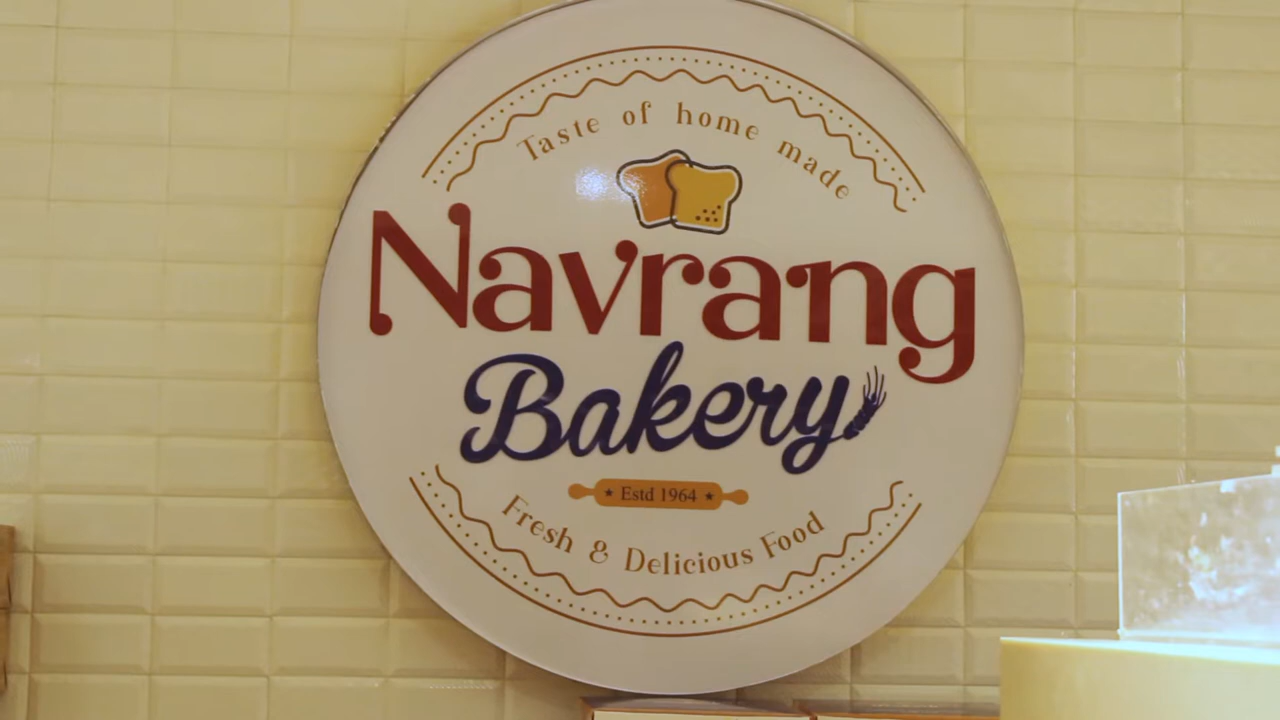 Taste of home made
Navrang
Bakery
★ Estd 1964 ★
Fresh & Delicious Food